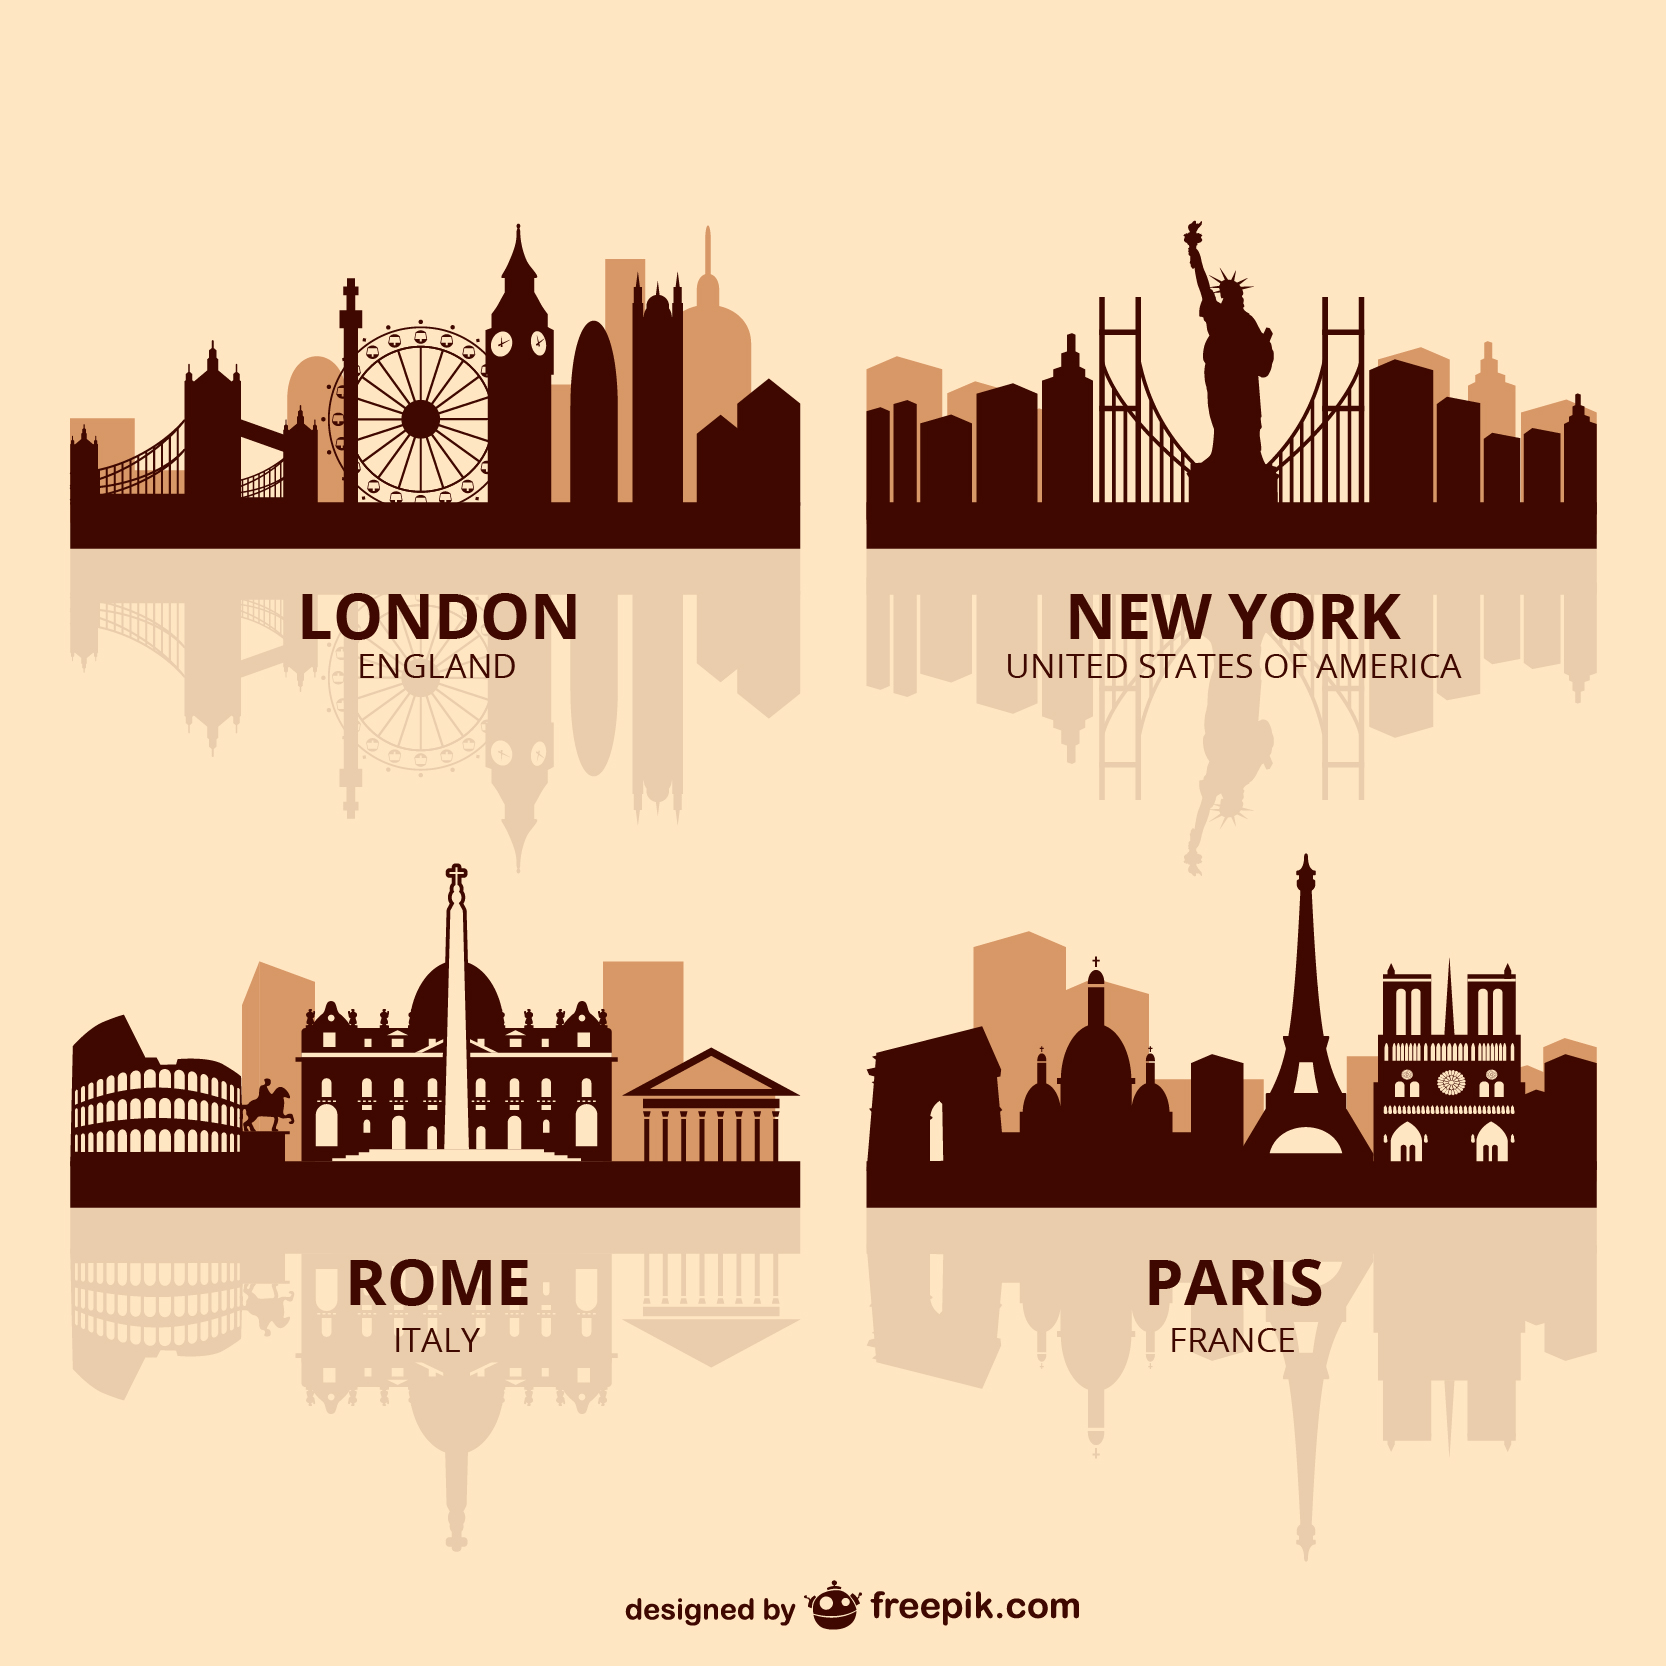 LONDON
ENGLAND
NEW YORK
UNITED STATES OF AMERICA
ROME
ITALY
PARIS
FRANCE
designed by freepik.com